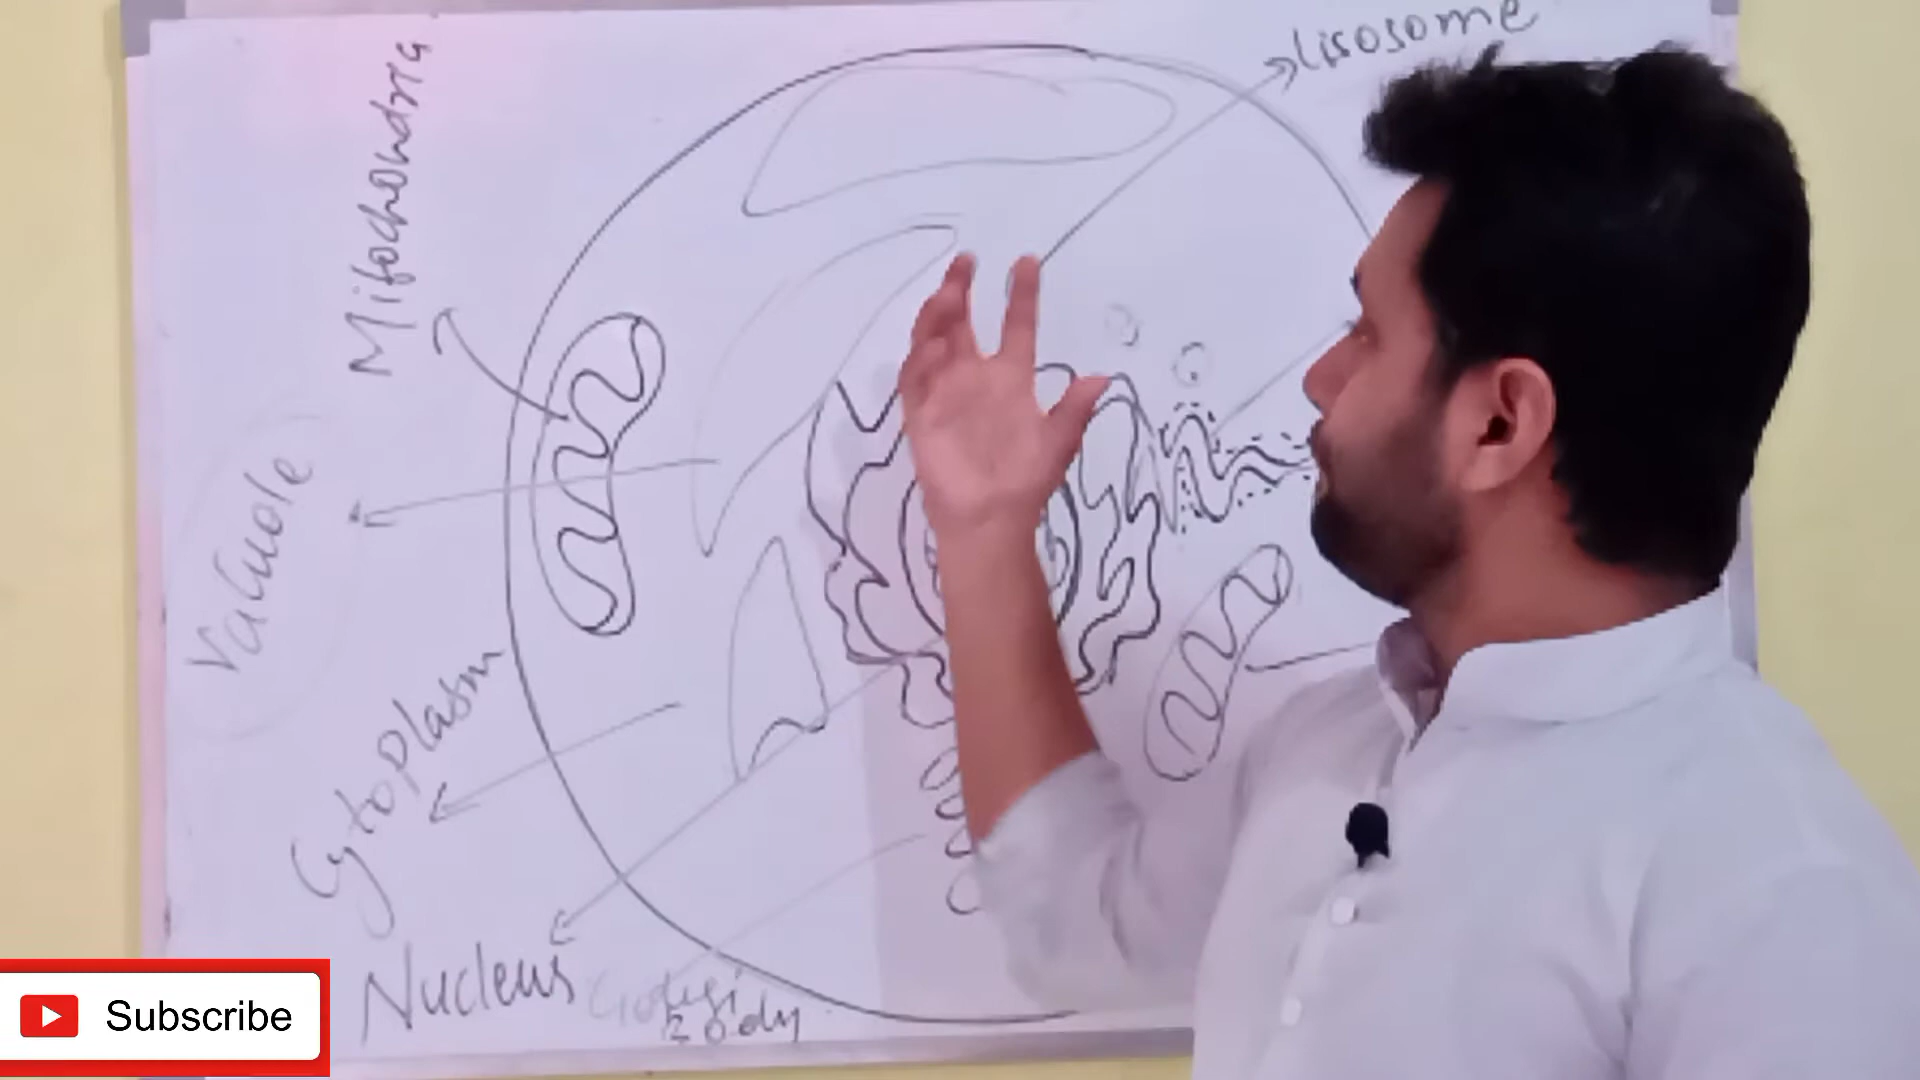 Lisosome
Mitochondria
Vacuole
Cytoplasm
Nucleus
Golgi
Body
Subscribe